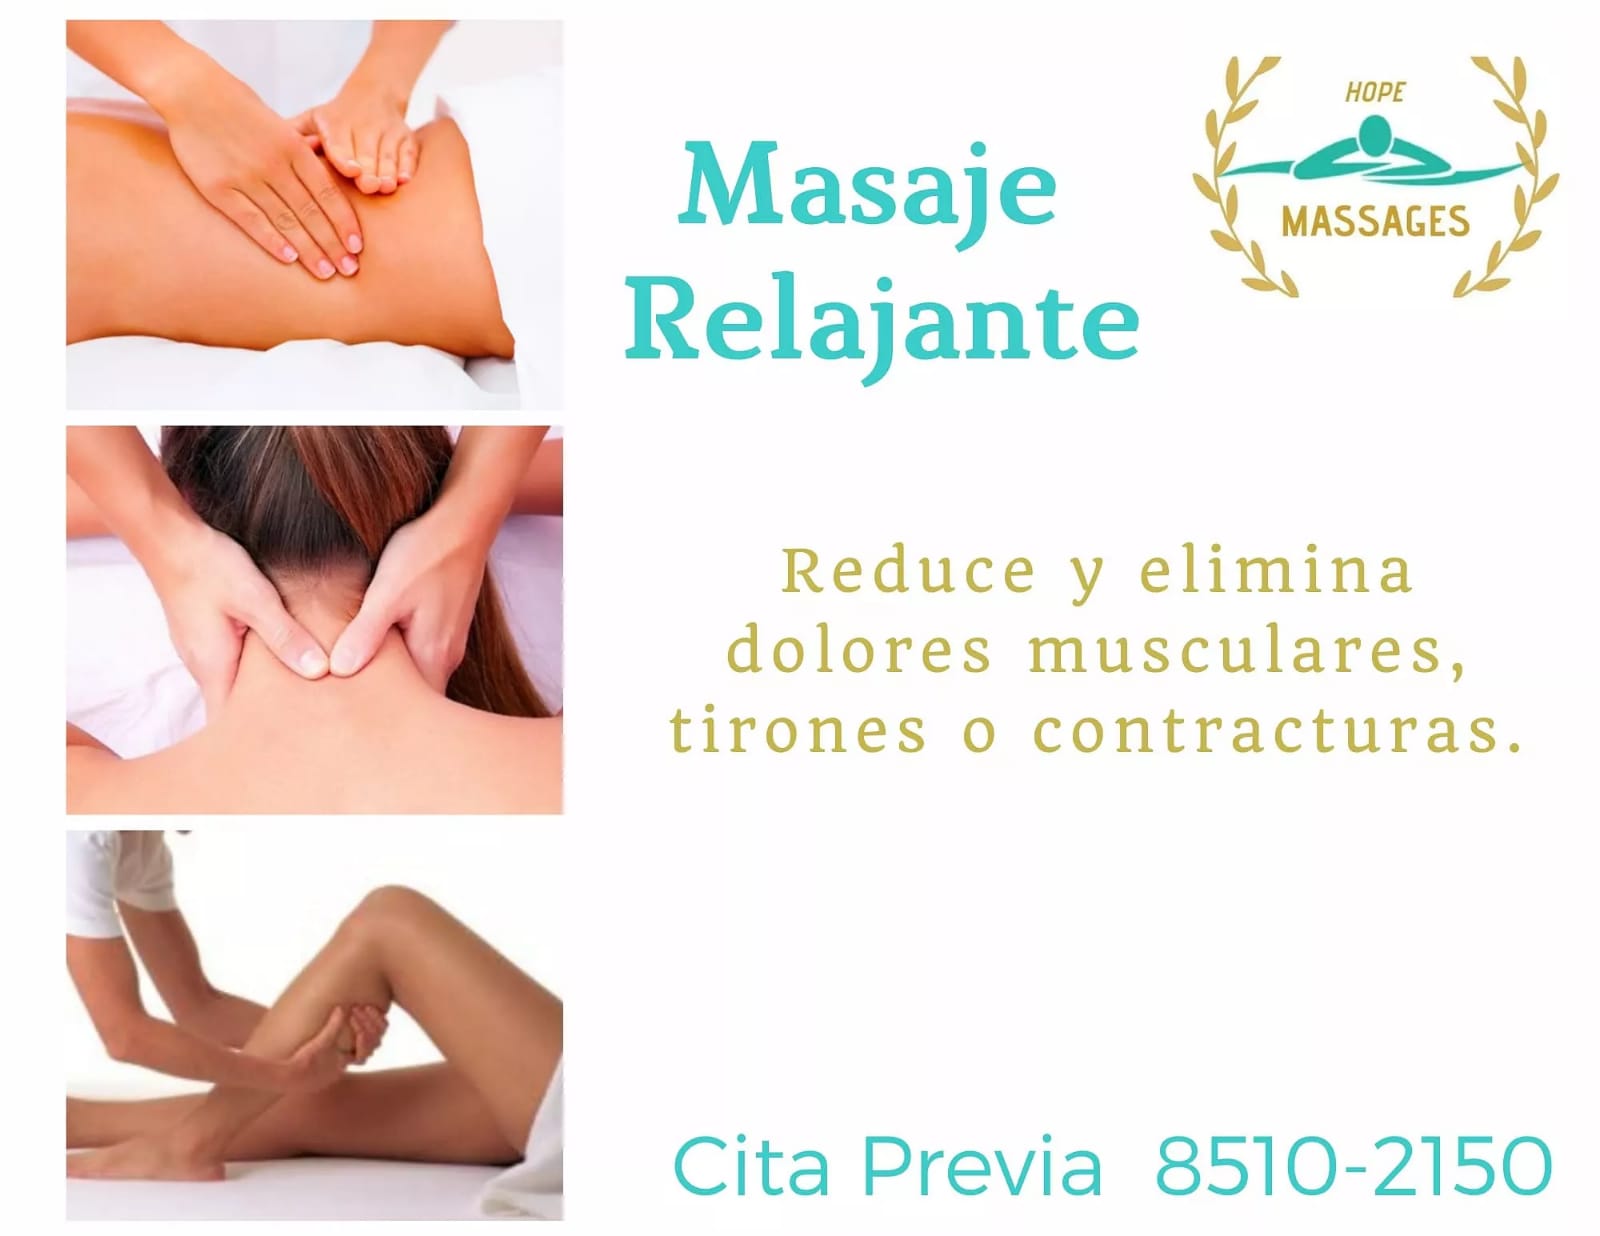 HOPE
MASSAGES
Masaje
Relajante
Reduce y elimina
dolores musculares,
tirones o contracturas.
Cita Previa 8510-2150